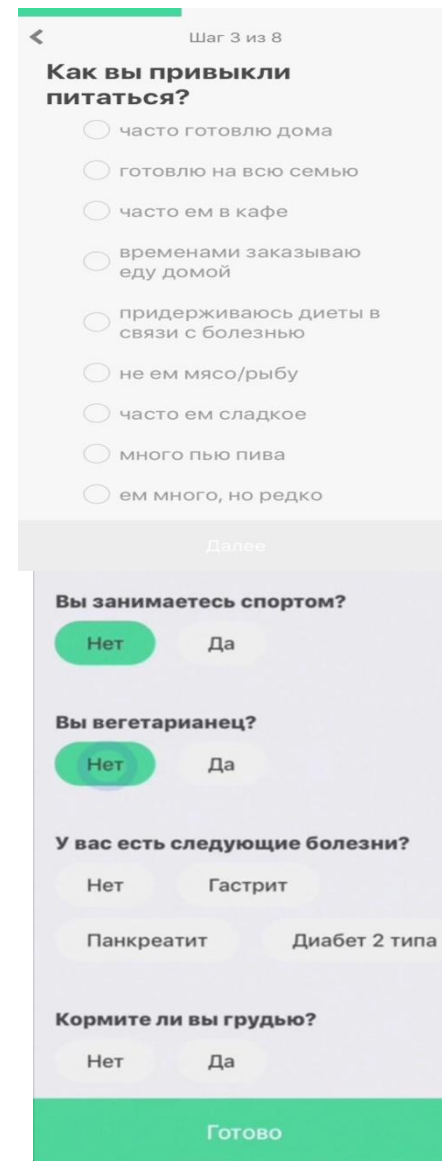 Шаг 3 из 8
Как вы привыкли
питаться?
часто готовлю дома
готовлю на всю семью
часто ем в кафе
временами заказываю
еду домой
придерживаюсь диеты в
связи с болезнью
не ем мясо/рыбу
часто ем сладкое
много пью пива
ем много, но редко
Далее
Вы занимаетесь спортом?
Нет Да
Вы вегетарианец?
Нет Да
У вас есть следующие болезни?
Нет Гастрит
Панкреатит Диабет 2 типа
Кормите ли вы грудью?
Нет Да
Готово